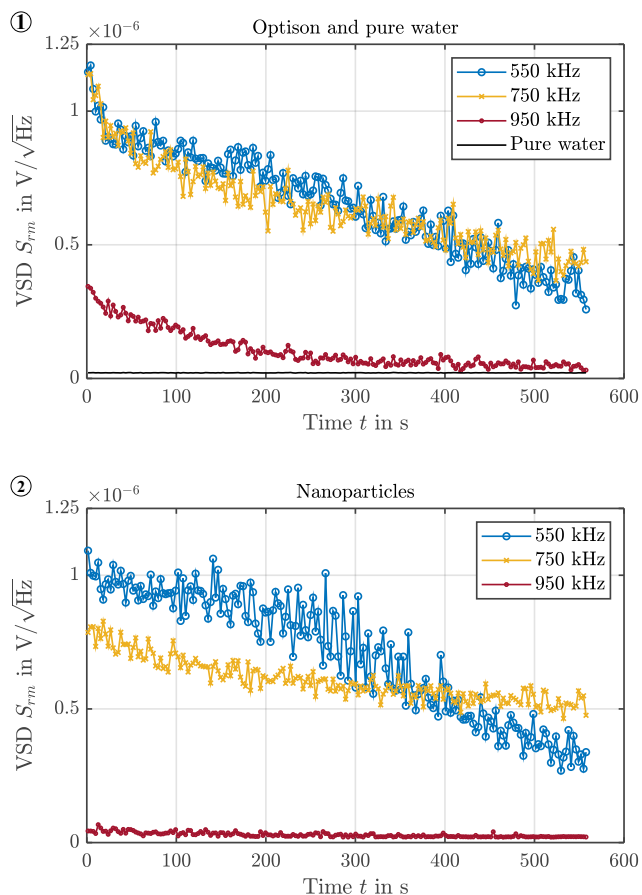 ①
Optison and pure water
×10⁻⁶
1.25
1
0.5
0
VSD S_rm in V/√Hz
550 kHz
750 kHz
950 kHz
Pure water
0 100 200 300 400 500 600
Time t in s
②
Nanoparticles
×10⁻⁶
1.25
1
0.5
0
VSD S_rm in V/√Hz
550 kHz
750 kHz
950 kHz
0 100 200 300 400 500 600
Time t in s